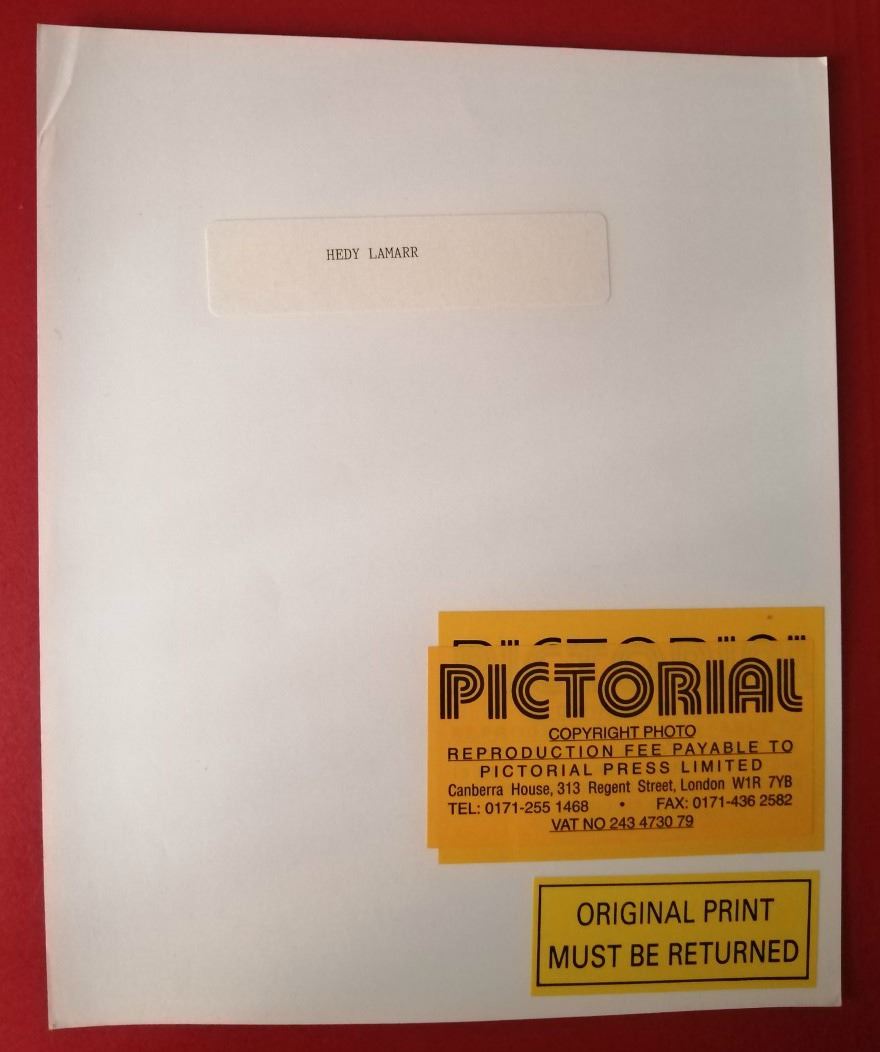 HEDY LAMARR
PICTORIAL
PICTORIAL
COPYRIGHT PHOTO
REPRODUCTION FEE PAYABLE TO
PICTORIAL PRESS LIMITED
Canberra House, 313 Regent Street, London W1R 7YB
TEL: 0171-255 1468 • FAX: 0171-436 2582
VAT NO 243 4730 79
ORIGINAL PRINT
MUST BE RETURNED